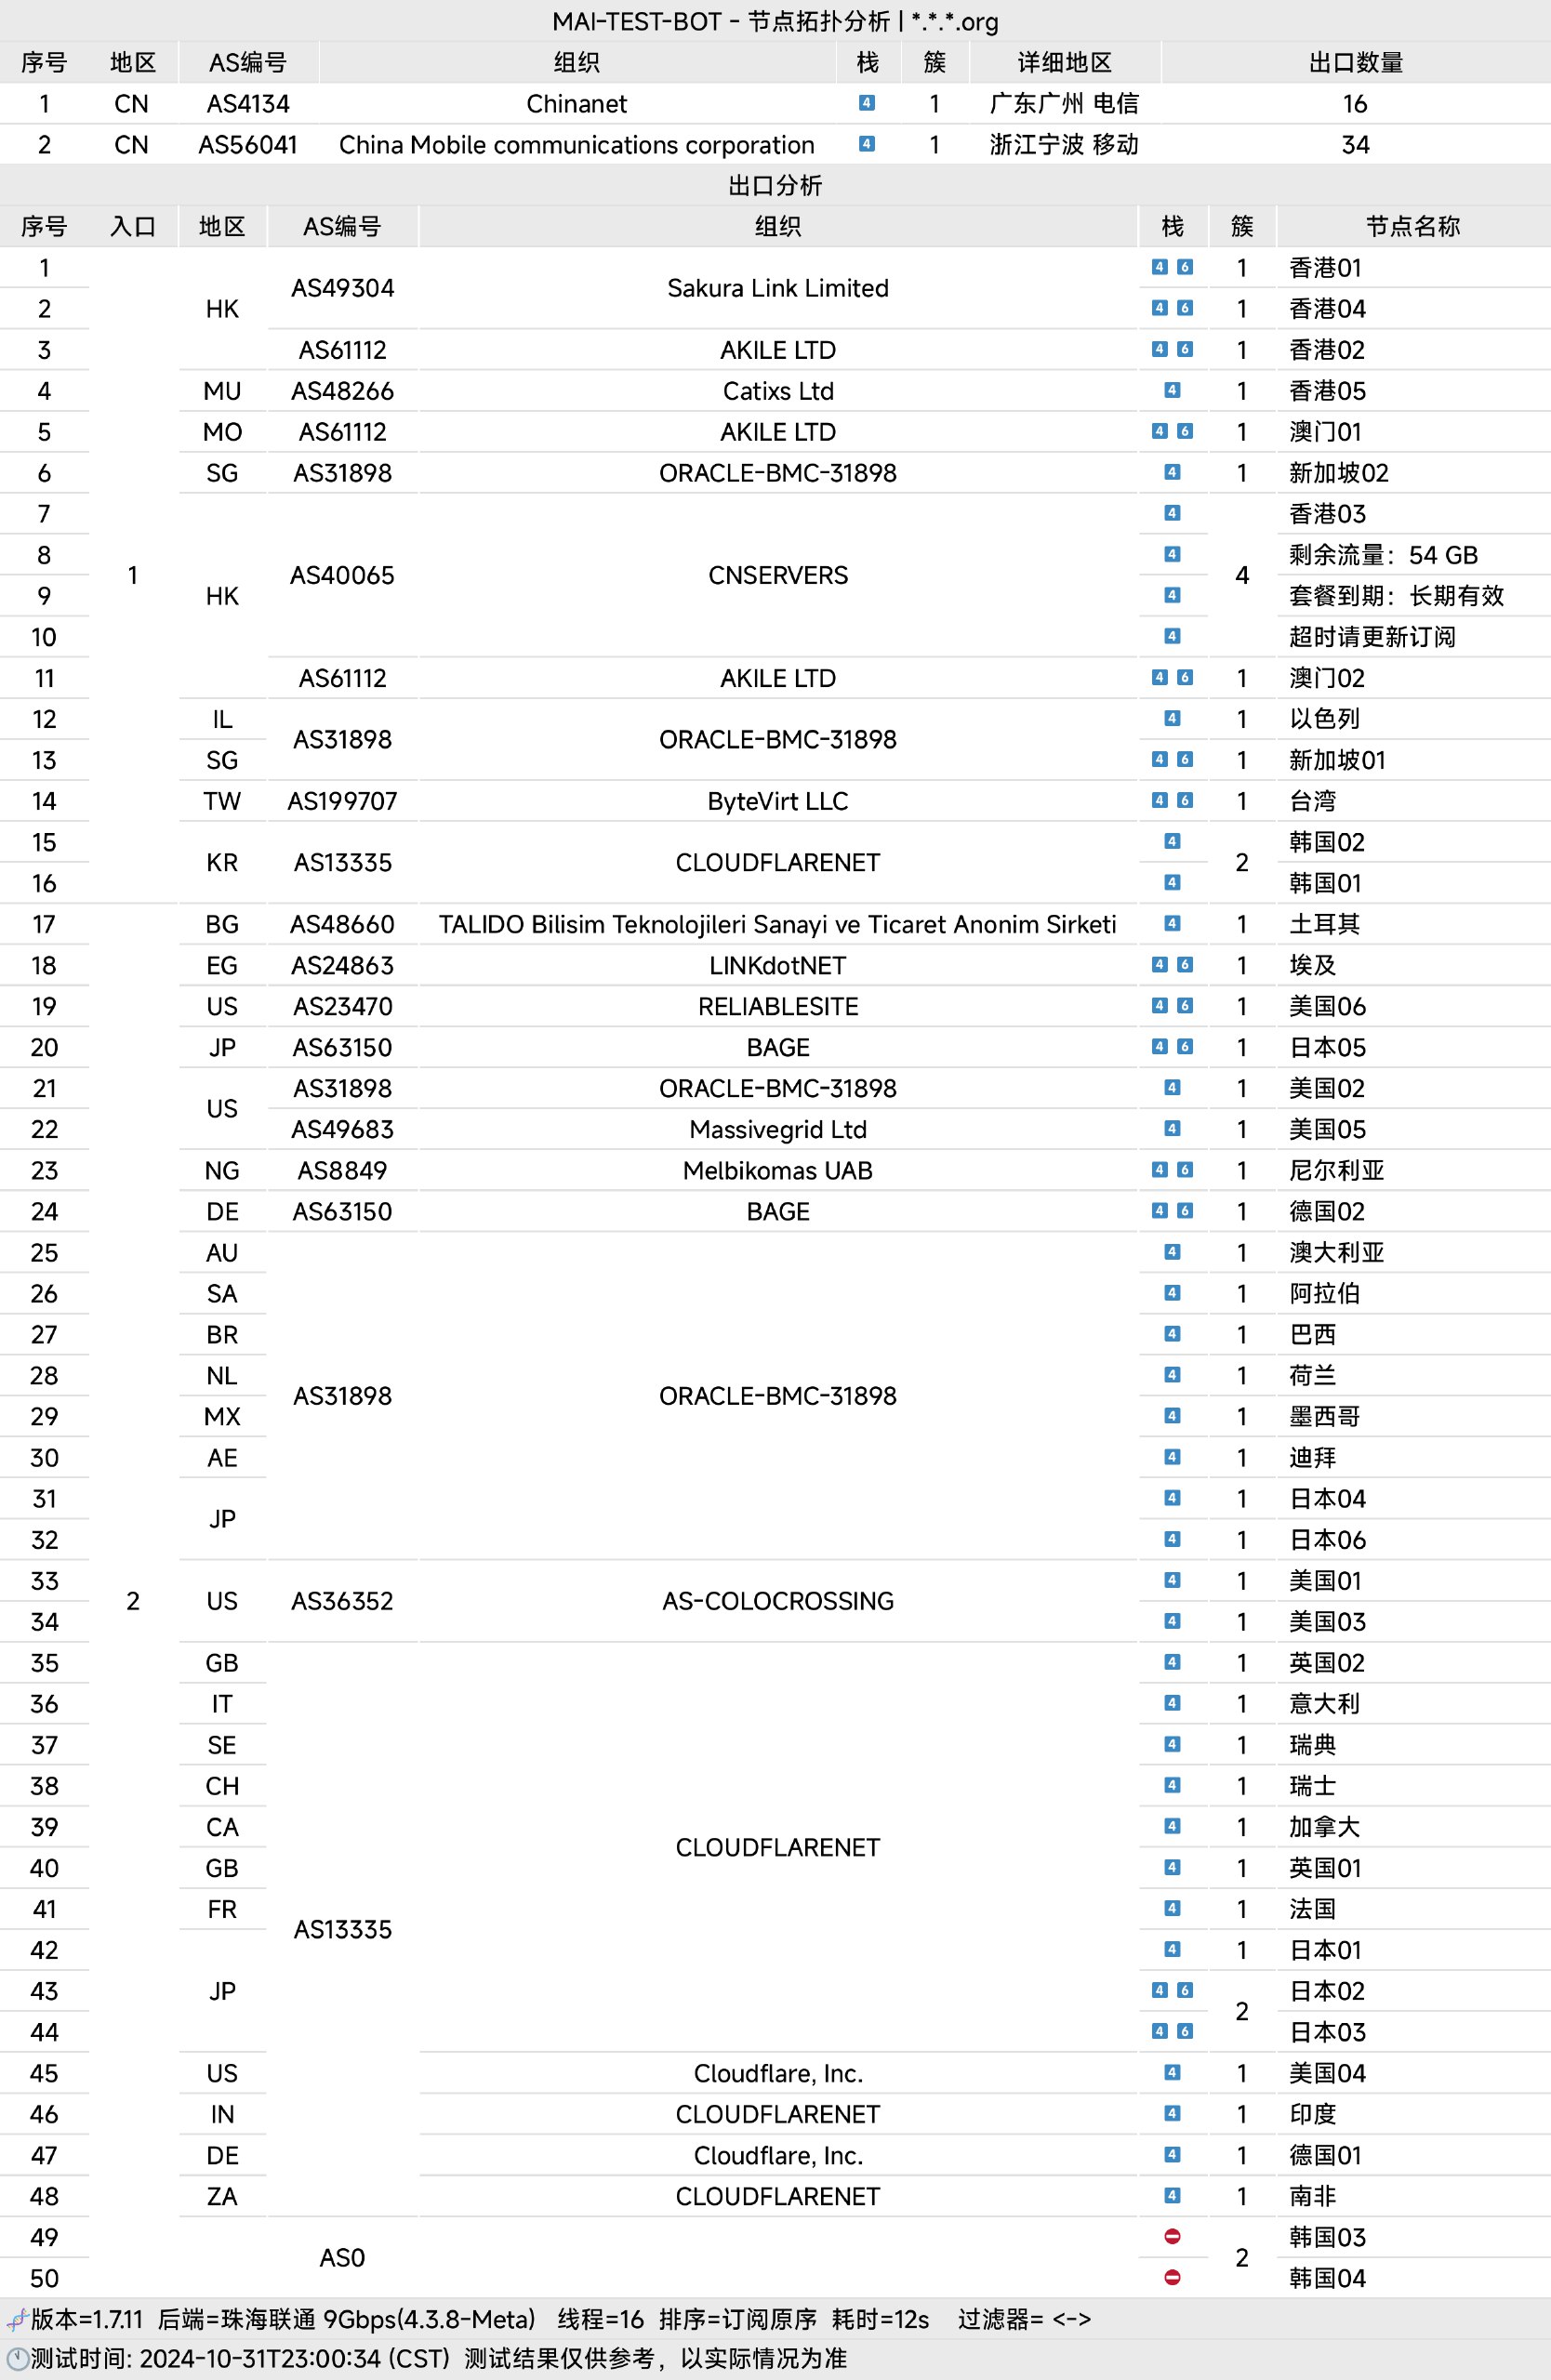 MAI-TEST-BOT - 节点拓扑分析 | *.*.*.org
序号 地区 AS编号 组织 栈 簇 详细地区 出口数量
1 CN AS4134 Chinanet 4 1 广东广州 电信 16
2 CN AS56041 China Mobile communications corporation 4 1 浙江宁波 移动 34
出口分析
序号 入口 地区 AS编号 组织 栈 簇 节点名称
1 1 HK AS49304 Sakura Link Limited 4 6 1 香港01
2 4 6 1 香港04
3 AS61112 AKILE LTD 4 6 1 香港02
4 MU AS48266 Catixs Ltd 4 1 香港05
5 MO AS61112 AKILE LTD 4 6 1 澳门01
6 SG AS31898 ORACLE-BMC-31898 4 1 新加坡02
7 HK AS40065 CNSERVERS 4 4 香港03
8 4 剩余流量：54 GB
9 4 套餐到期：长期有效
10 4 超时请更新订阅
11 AS61112 AKILE LTD 4 6 1 澳门02
12 IL AS31898 ORACLE-BMC-31898 4 1 以色列
13 SG 4 6 1 新加坡01
14 TW AS199707 ByteVirt LLC 4 6 1 台湾
15 KR AS13335 CLOUDFLARENET 4 2 韩国02
16 4 韩国01
17 2 BG AS48660 TALIDO Bilisim Teknolojileri Sanayi ve Ticaret Anonim Sirketi 4 1 土耳其
18 EG AS24863 LINKdotNET 4 6 1 埃及
19 US AS23470 RELIABLESITE 4 6 1 美国06
20 JP AS63150 BAGE 4 6 1 日本05
21 US AS31898 ORACLE-BMC-31898 4 1 美国02
22 AS49683 Massivegrid Ltd 4 1 美国05
23 NG AS8849 Melbikomas UAB 4 6 1 尼尔利亚
24 DE AS63150 BAGE 4 6 1 德国02
25 AU AS31898 ORACLE-BMC-31898 4 1 澳大利亚
26 SA 4 1 阿拉伯
27 BR 4 1 巴西
28 NL 4 1 荷兰
29 MX 4 1 墨西哥
30 AE 4 1 迪拜
31 JP 4 1 日本04
32 4 1 日本06
33 US AS36352 AS-COLOCROSSING 4 1 美国01
34 4 1 美国03
35 GB AS13335 CLOUDFLARENET 4 1 英国02
36 IT 4 1 意大利
37 SE 4 1 瑞典
38 CH 4 1 瑞士
39 CA 4 1 加拿大
40 GB 4 1 英国01
41 FR 4 1 法国
42 JP 4 1 日本01
43 4 6 2 日本02
44 4 6 日本03
45 US Cloudflare, Inc. 4 1 美国04
46 IN CLOUDFLARENET 4 1 印度
47 DE Cloudflare, Inc. 4 1 德国01
48 ZA CLOUDFLARENET 4 1 南非
49 AS0 2 韩国03
50 韩国04
版本=1.7.11 后端=珠海联通 9Gbps(4.3.8-Meta) 线程=16 排序=订阅原序 耗时=12s 过滤器= <->
测试时间: 2024-10-31T23:00:34 (CST) 测试结果仅供参考，以实际情况为准